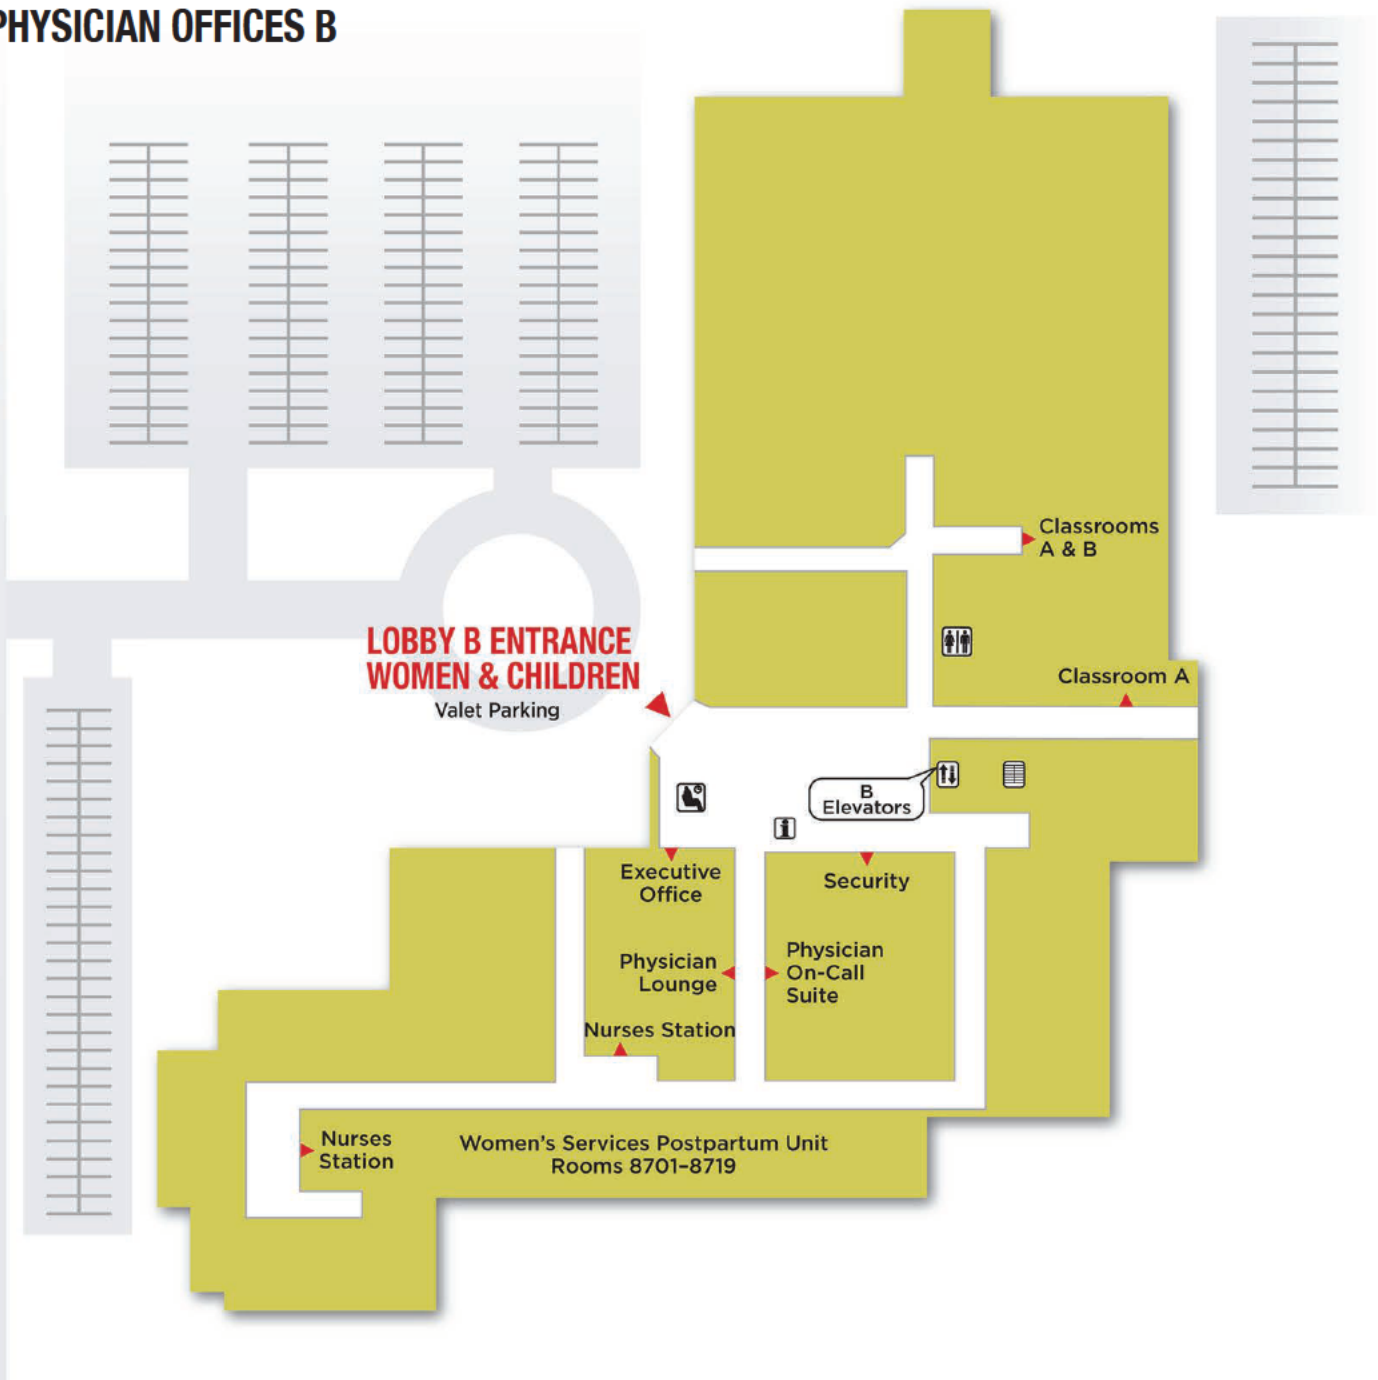 PHYSICIAN OFFICES B
Classrooms
A & B
LOBBY B ENTRANCE
WOMEN & CHILDREN
Valet Parking
Classroom A
B
Elevators
Executive
Office
Security
Physician
Lounge
Physician
On-Call
Suite
Nurses Station
Nurses
Station
Women's Services Postpartum Unit
Rooms 8701–8719